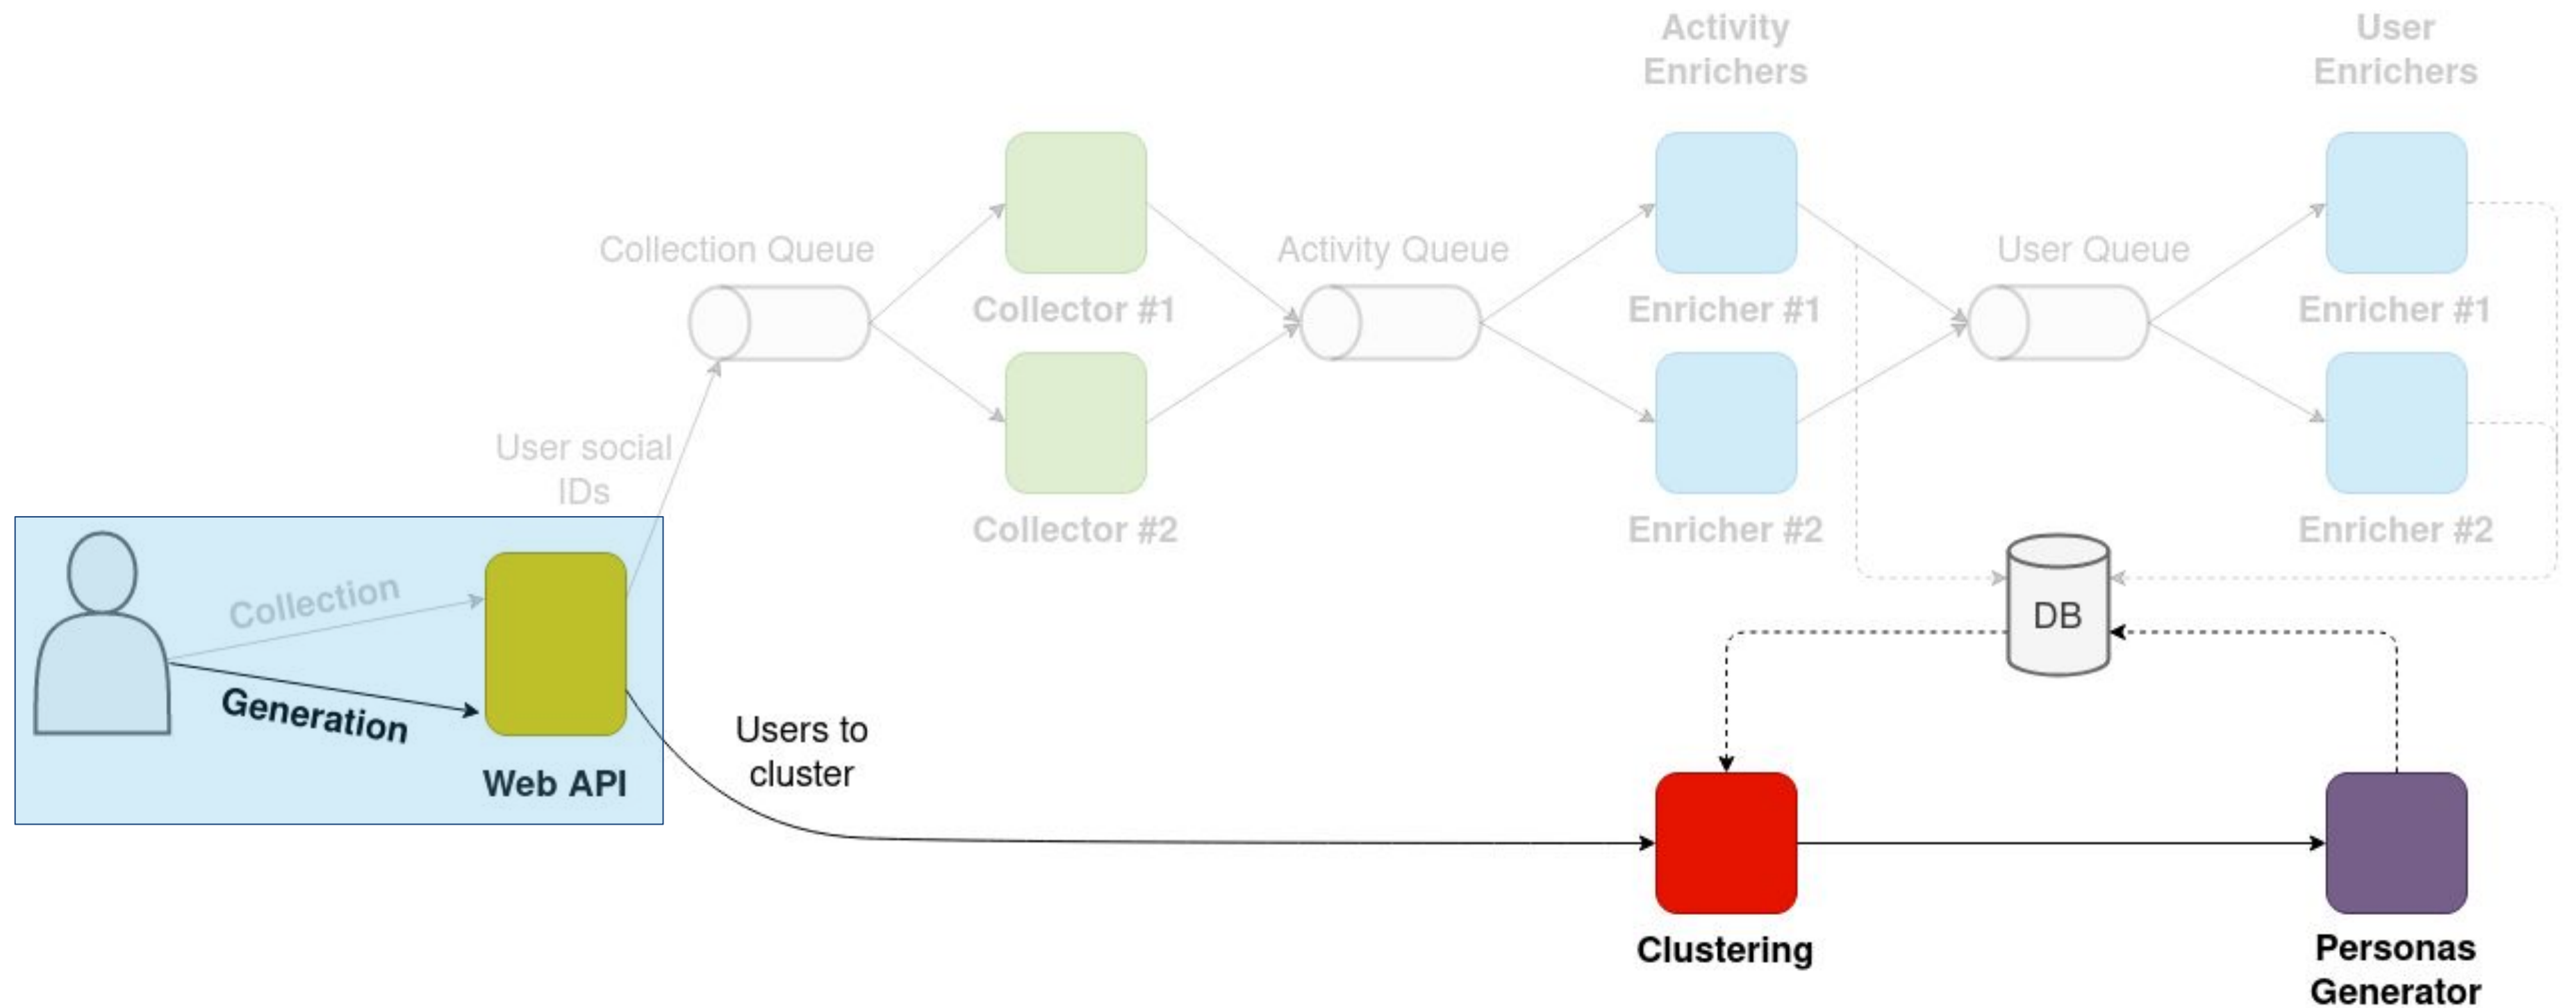 Activity
Enrichers
User
Enrichers
Collection Queue
Activity Queue
User Queue
Collector #1
Enricher #1
Enricher #1
User social
IDs
Collector #2
Enricher #2
Enricher #2
Collection
DB
Generation
Web API
Users to
cluster
Clustering
Personas
Generator